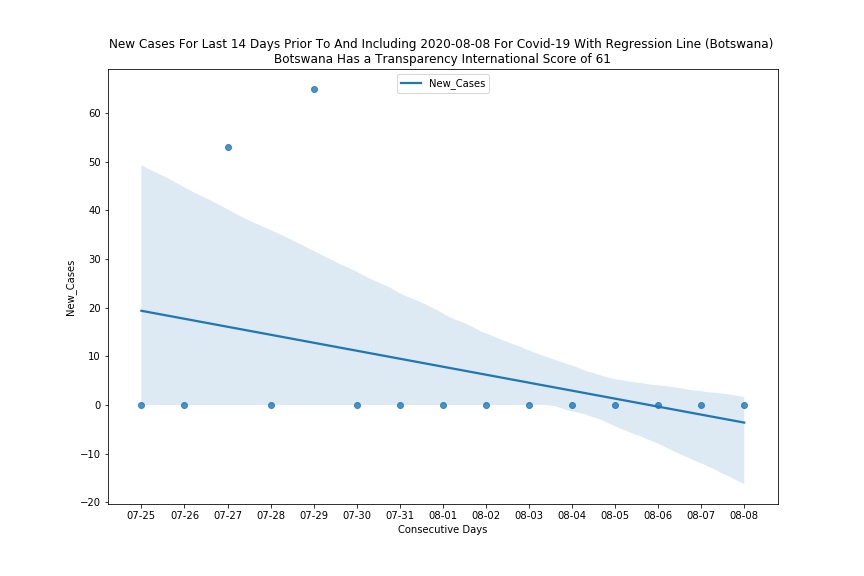 New Cases For Last 14 Days Prior To And Including 2020-08-08 For Covid-19 With Regression Line (Botswana)
Botswana Has a Transparency International Score of 61
New_Cases
60
50
40
30
20
10
0
−10
−20
New_Cases
07-25 07-26 07-27 07-28 07-29 07-30 07-31 08-01 08-02 08-03 08-04 08-05 08-06 08-07 08-08
Consecutive Days